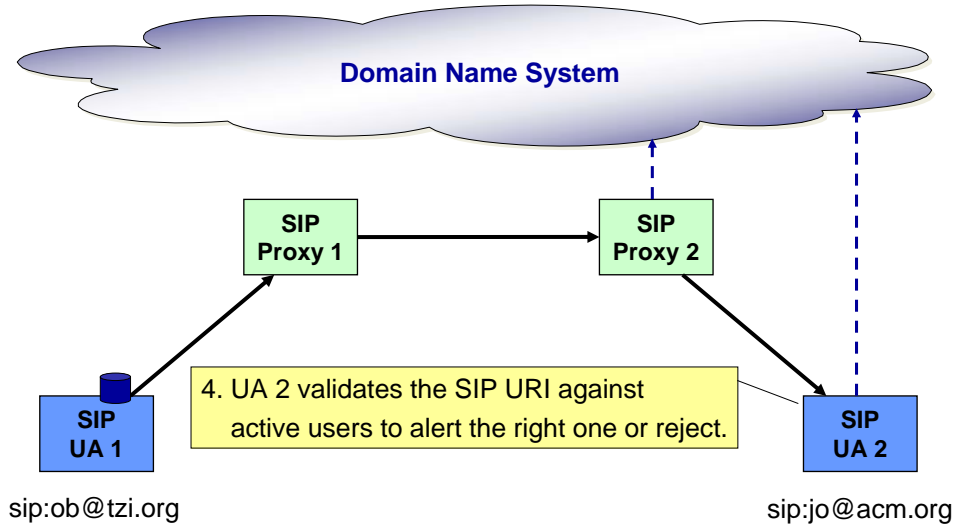 Domain Name System
SIP
Proxy 1
SIP
Proxy 2
4. UA 2 validates the SIP URI against
active users to alert the right one or reject.
SIP
UA 1
SIP
UA 2
sip:ob@tzi.org
sip:jo@acm.org